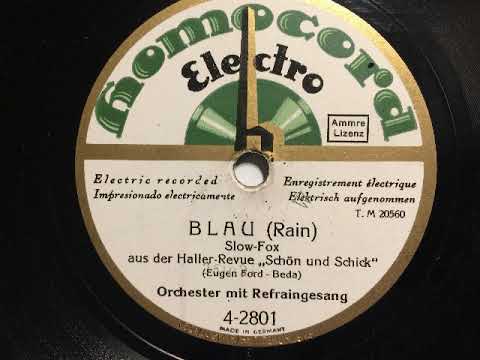 Homocord
Electro
Ammre
Lizenz
Electric recorded
Impresionado electricamente
Enregistrement électrique
Elektrisch aufgenommen
T. M 20560
BLAU (Rain)
Slow-Fox
aus der Haller-Revue „Schön und Schick"
(Eugen Ford - Beda)
Orchester mit Refraingesang
4-2801
MADE IN GERMANY